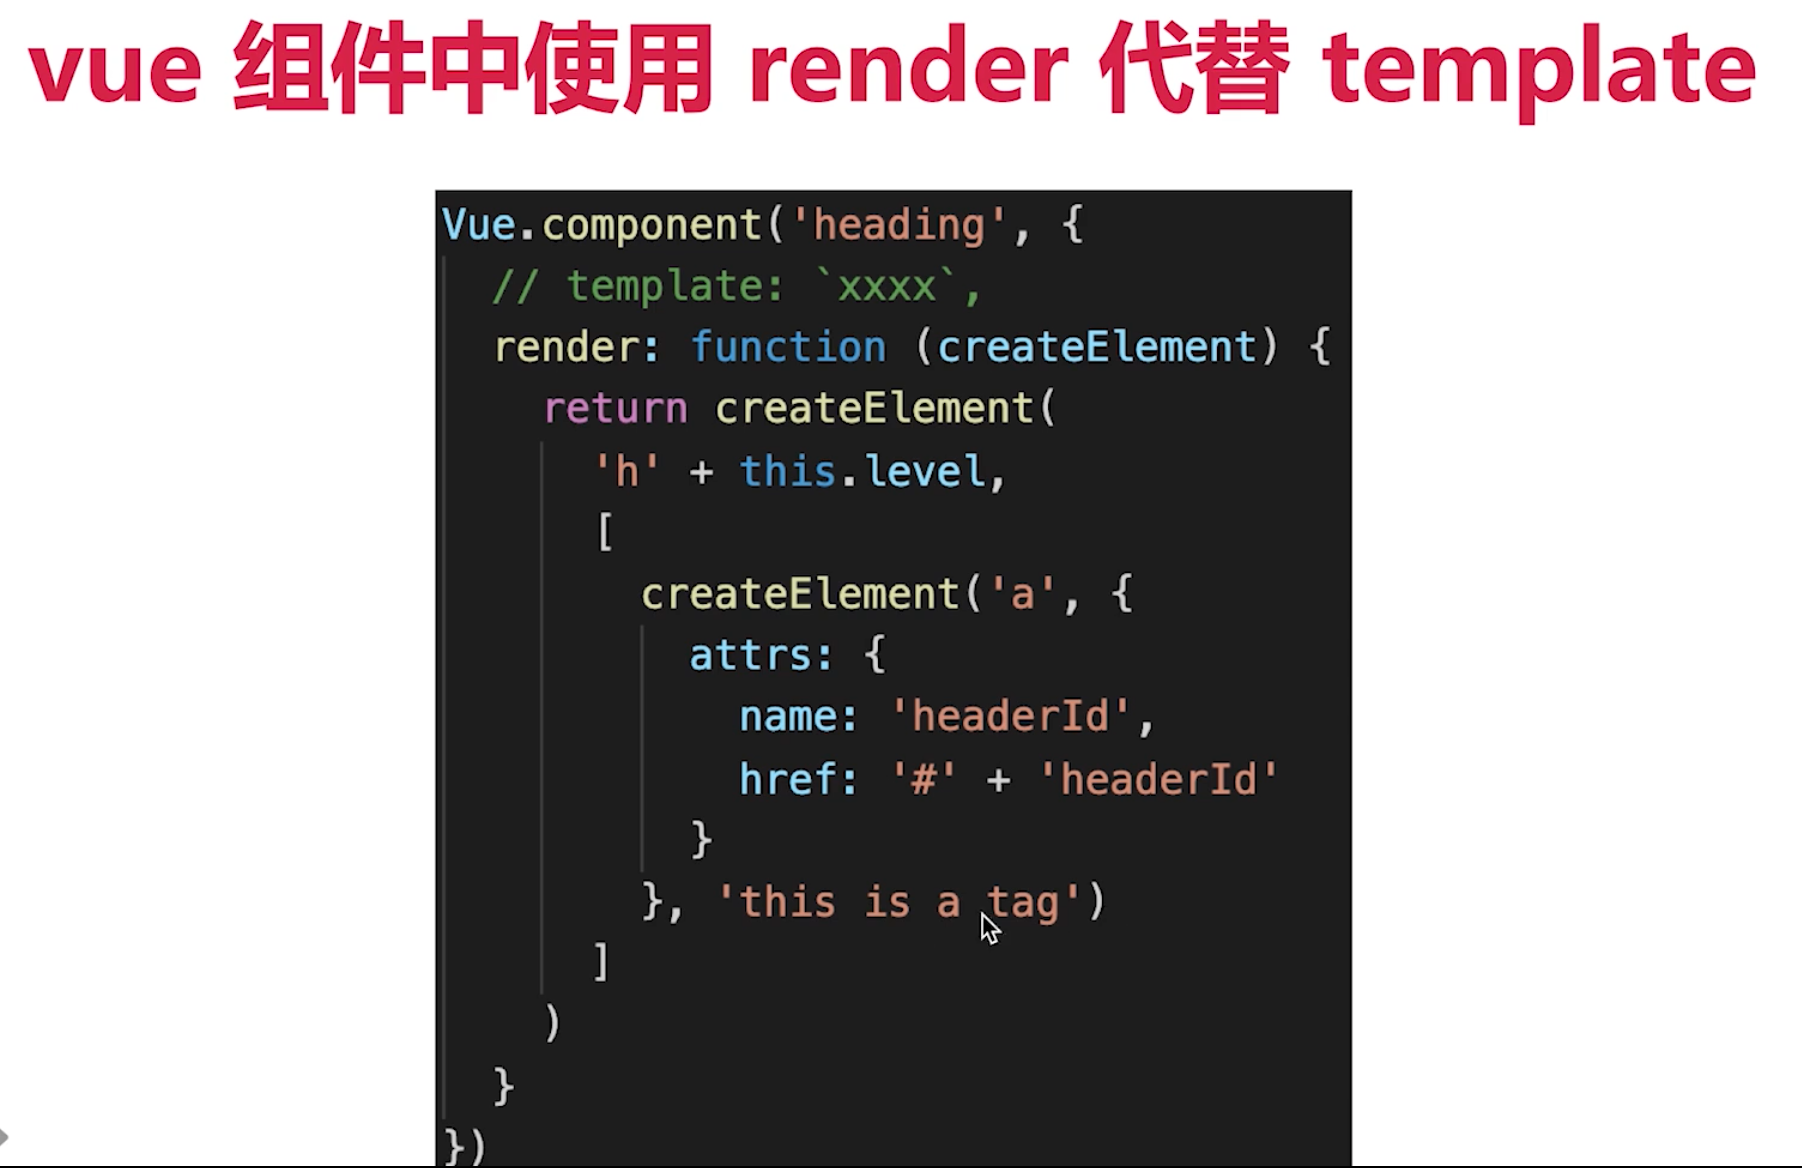 vue 组件中使用 render 代替 template
Vue.component('heading', {
  // template: `xxxx`,
  render: function (createElement) {
    return createElement(
      'h' + this.level,
      [
        createElement('a', {
          attrs: {
            name: 'headerId',
            href: '#' + 'headerId'
          }
        }, 'this is a tag')
      ]
    )
  }
})